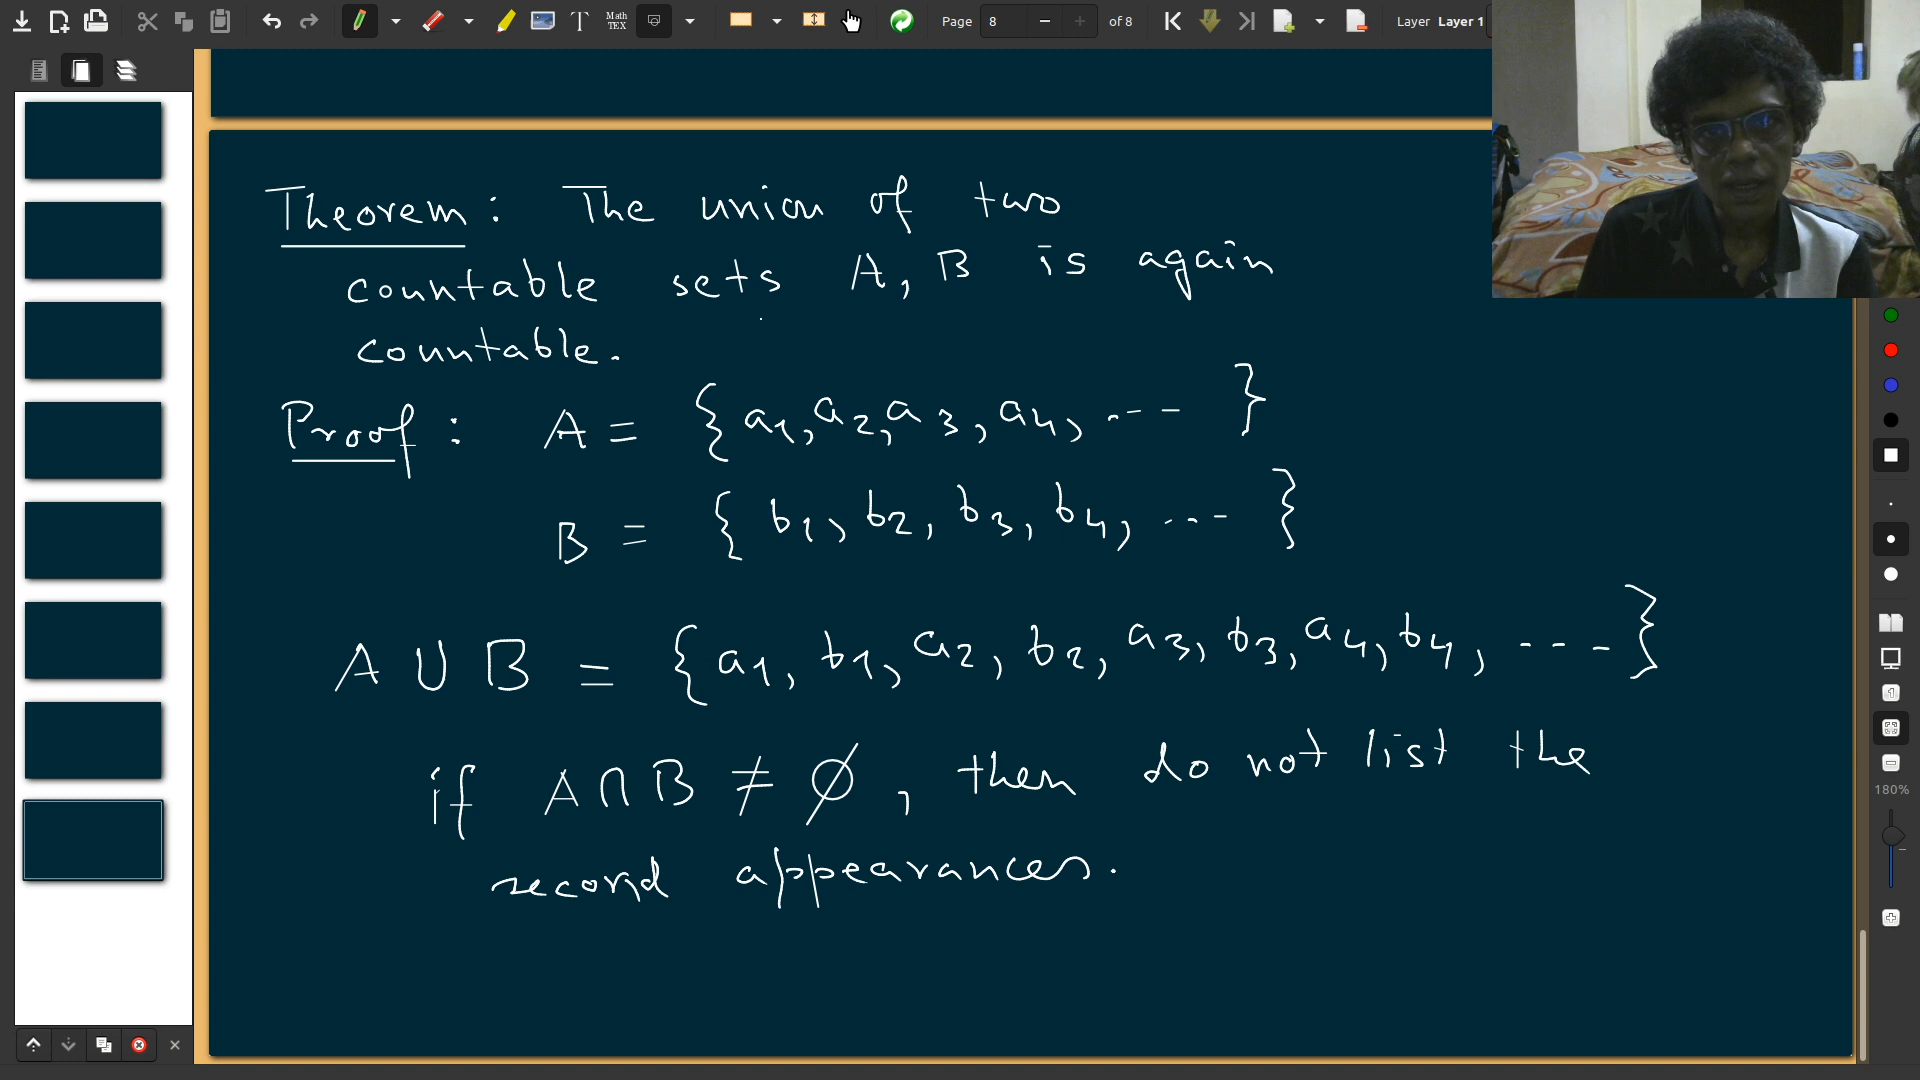 Page 8 of 8 Layer Layer 1
Math
TEX
Theorem: The union of two
countable sets A, B is again
countable.
Proof: A = {a1, a2, a3, a4, --- }
B = { b1, b2, b3, b4, --- }
A ∪ B = {a1, b1, a2, b2, a3, b3, a4, b4, --- }
if A∩B ≠ ∅, then do not list the
second appearances.
180%